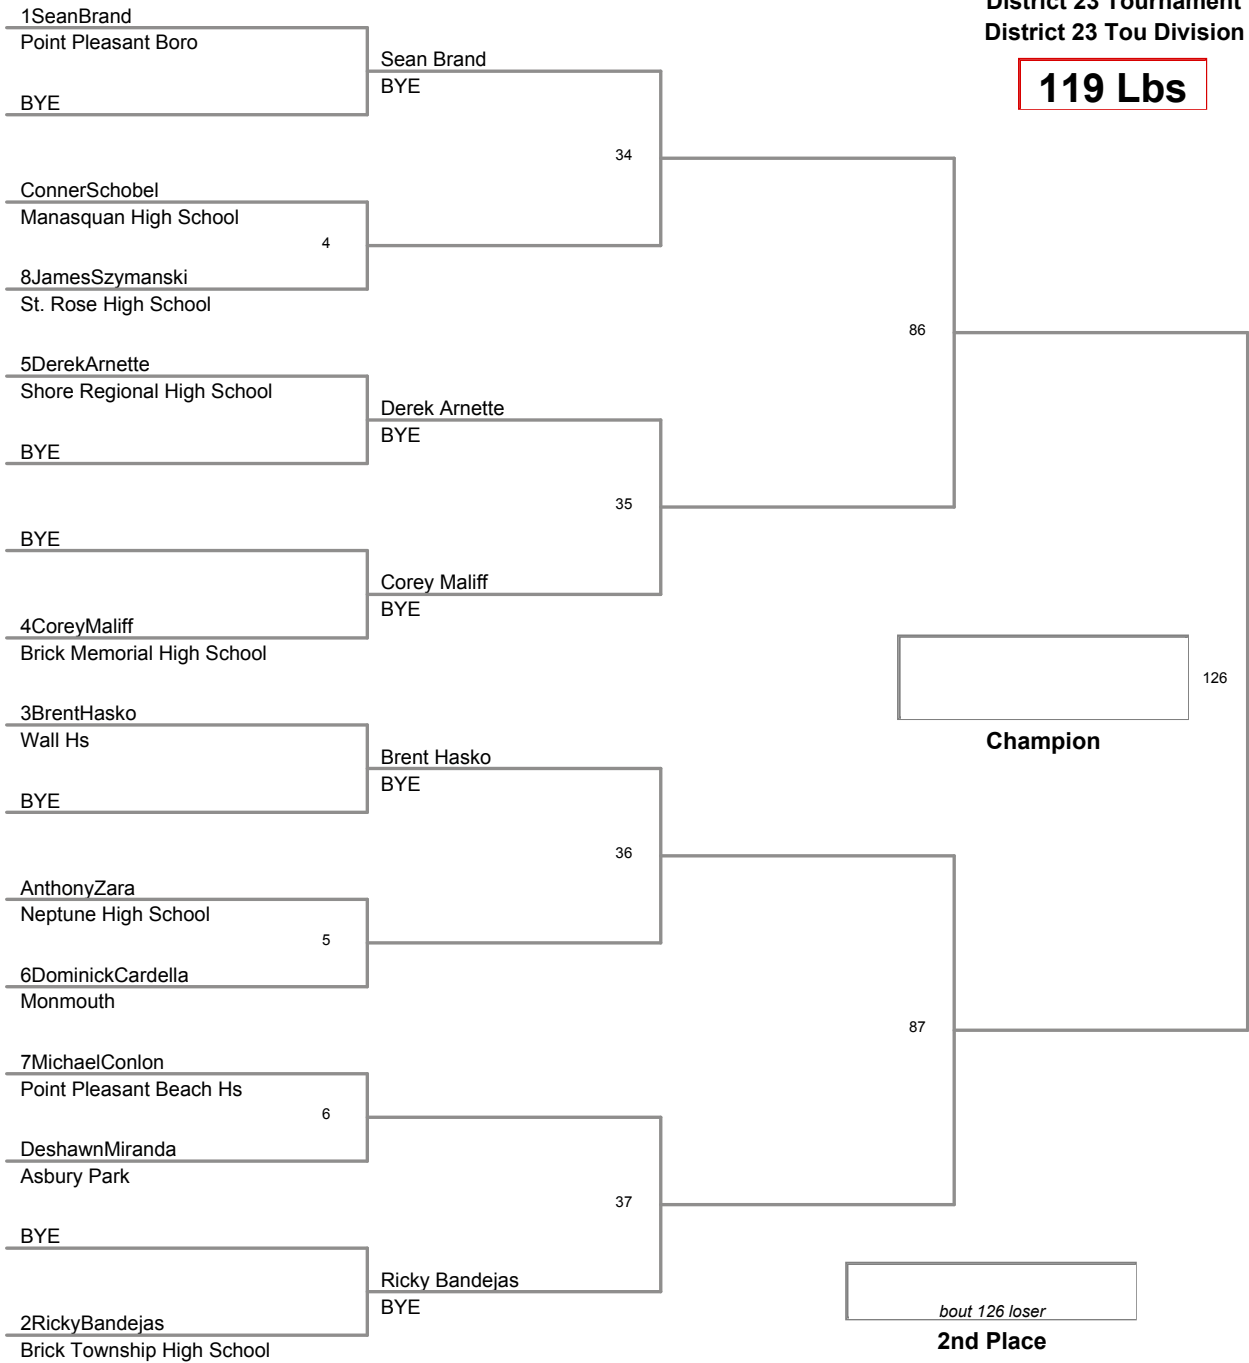 District 23 Tournament
District 23 Tou Division
119 Lbs
1SeanBrand
Point Pleasant Boro
BYE
Sean Brand
BYE
34
ConnerSchobel
Manasquan High School
4
8JamesSzymanski
St. Rose High School
86
5DerekArnette
Shore Regional High School
BYE
Derek Arnette
BYE
35
BYE
4CoreyMaliff
Brick Memorial High School
Corey Maliff
BYE
126
Champion
3BrentHasko
Wall Hs
BYE
Brent Hasko
BYE
36
AnthonyZara
Neptune High School
5
6DominickCardella
Monmouth
87
7MichaelConlon
Point Pleasant Beach Hs
6
DeshawnMiranda
Asbury Park
37
BYE
2RickyBandejas
Brick Township High School
Ricky Bandejas
BYE
bout 126 loser
2nd Place